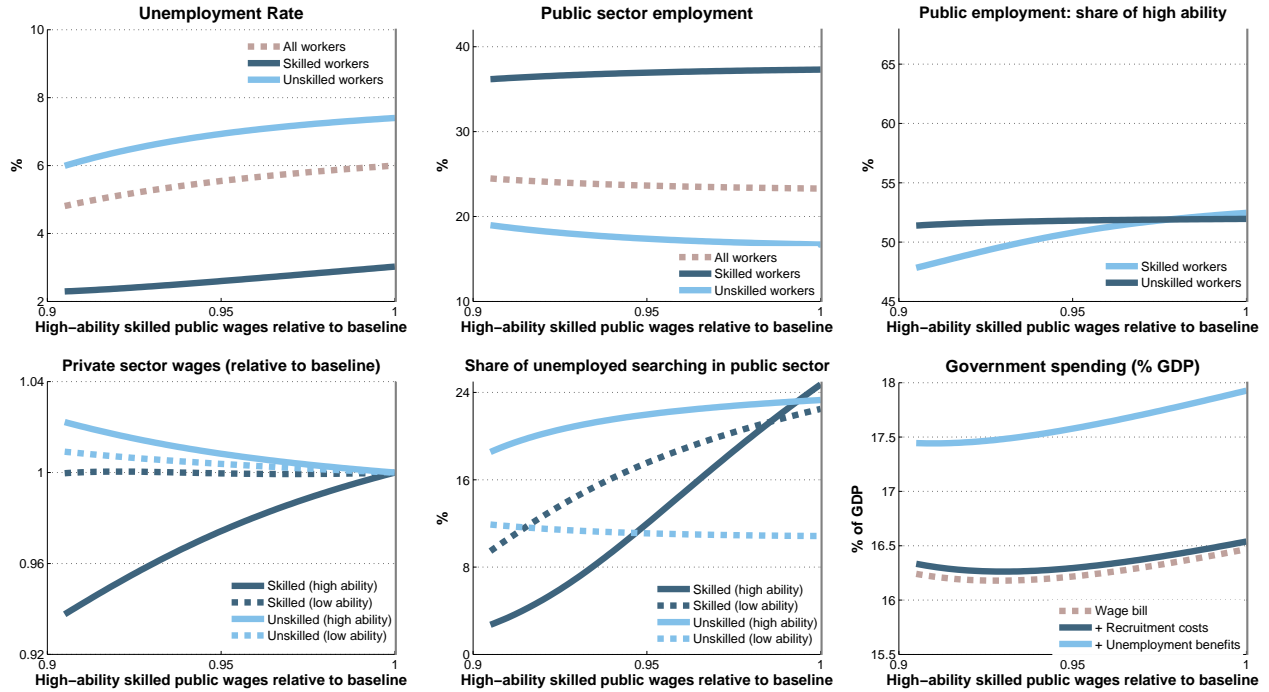 Unemployment Rate
10
8
6
4
2
%
All workers
Skilled workers
Unskilled workers
0.9
0.95
1
High−ability skilled public wages relative to baseline
Public sector employment
40
30
20
10
%
All workers
Skilled workers
Unskilled workers
0.9
0.95
1
High−ability skilled public wages relative to baseline
Public employment: share of high ability
65
60
55
50
45
%
Skilled workers
Unskilled workers
0.9
0.95
1
High−ability skilled public wages relative to baseline
Private sector wages (relative to baseline)
1.04
1
0.96
0.92
Skilled (high ability)
Skilled (low ability)
Unskilled (high ability)
Unskilled (low ability)
0.9
0.95
1
High−ability skilled public wages relative to baseline
Share of unemployed searching in public sector
24
16
8
0
%
Skilled (high ability)
Skilled (low ability)
Unskilled (high ability)
Unskilled (low ability)
0.9
0.95
1
High−ability skilled public wages relative to baseline
Government spending (% GDP)
18
17.5
17
16.5
16
15.5
% of GDP
Wage bill
+ Recruitment costs
+ Unemployment benefits
0.9
0.95
1
High−ability skilled public wages relative to baseline